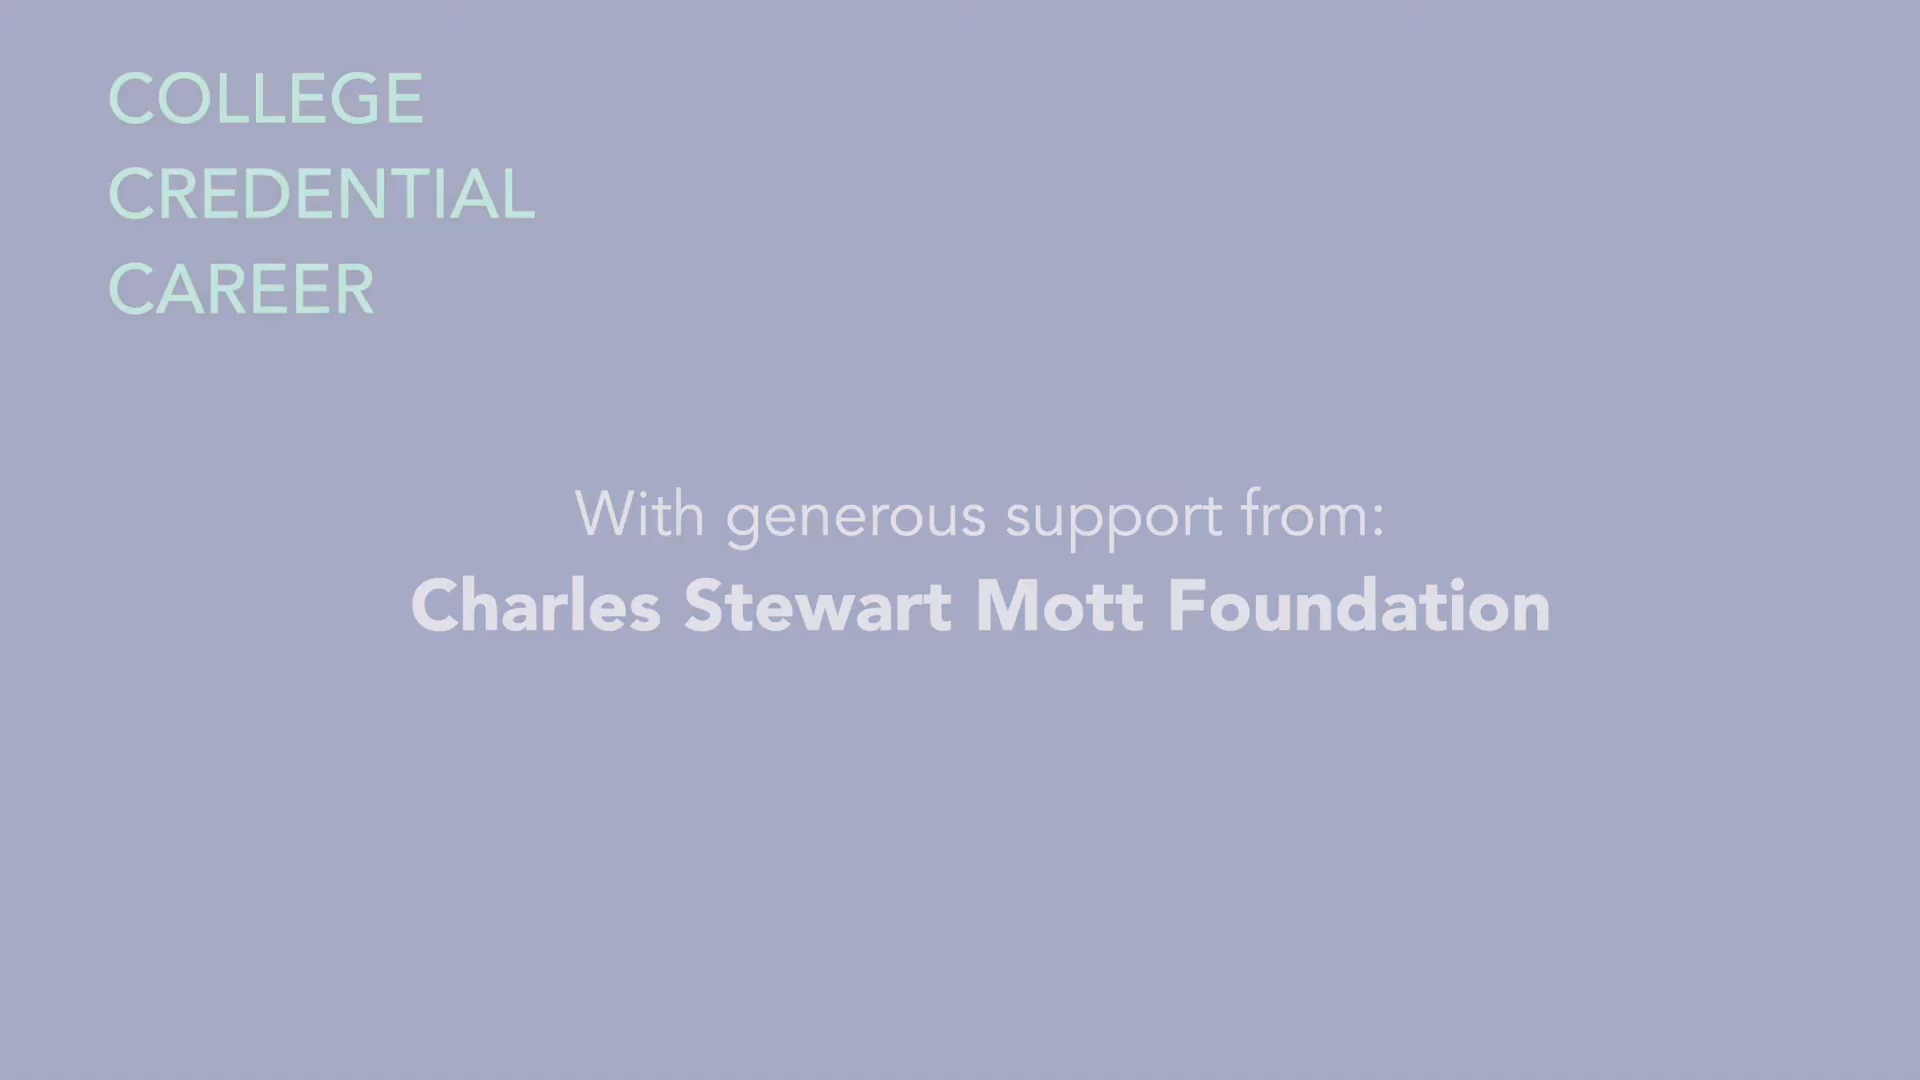 COLLEGE
CREDENTIAL
CAREER
With generous support from:
Charles Stewart Mott Foundation